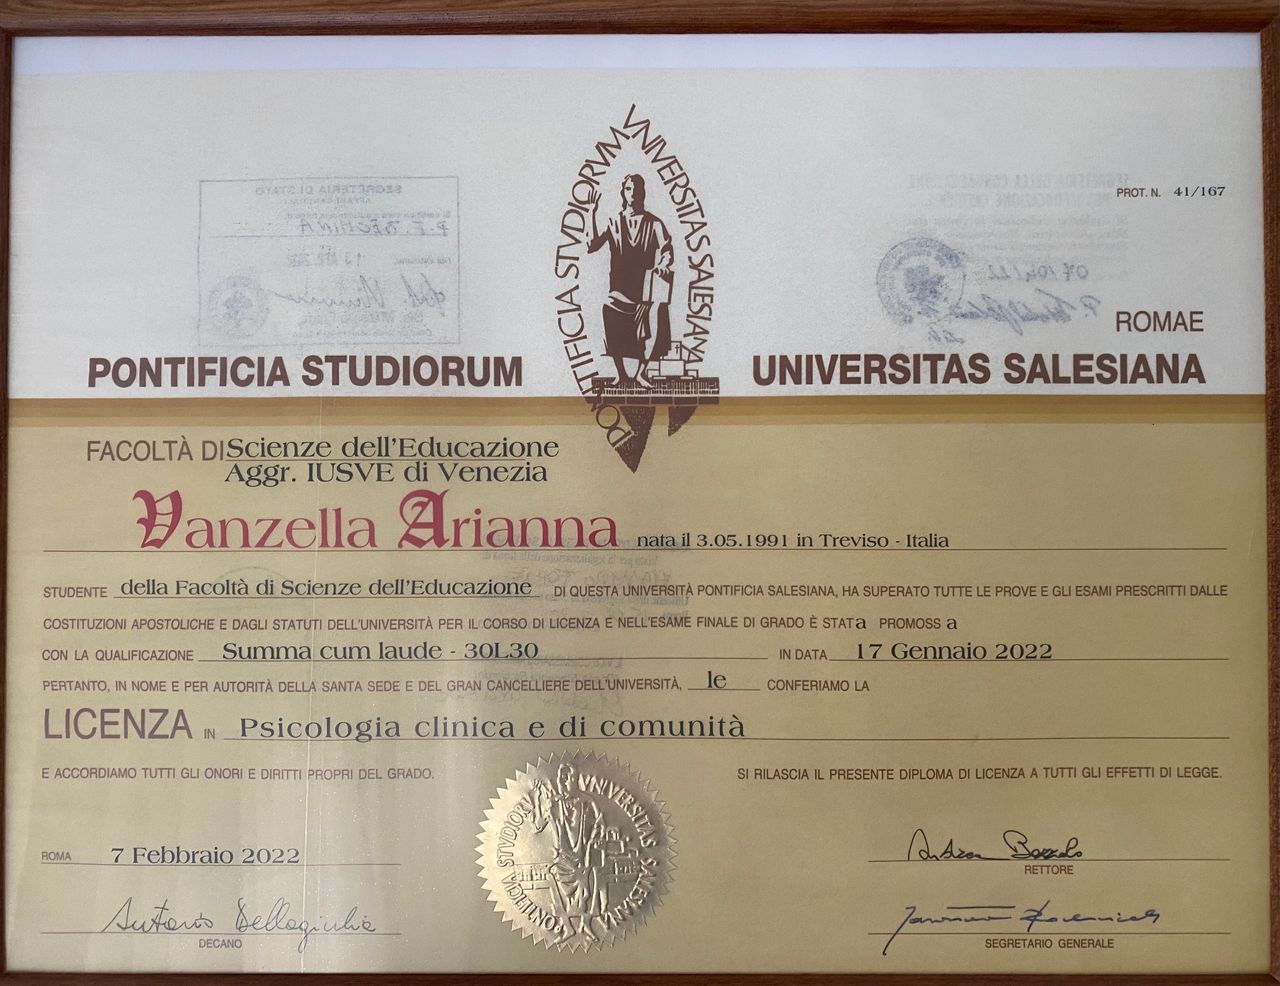 PONTIFICIA STVDIORVM VNIVERSITAS SALESIANA
PROT. N. 41/167
ROMAE
PONTIFICIA STUDIORUM UNIVERSITAS SALESIANA
FACOLTÀ DI Scienze dell'Educazione
Aggr. IUSVE di Venezia
Vanzella Arianna nata il 3.05.1991 in Treviso - Italia
STUDENTE della Facoltà di Scienze dell'Educazione DI QUESTA UNIVERSITÀ PONTIFICIA SALESIANA, HA SUPERATO TUTTE LE PROVE E GLI ESAMI PRESCRITTI DALLE
COSTITUZIONI APOSTOLICHE E DAGLI STATUTI DELL'UNIVERSITÀ PER IL CORSO DI LICENZA E NELL'ESAME FINALE DI GRADO È STATa PROMOSS a
CON LA QUALIFICAZIONE Summa cum laude - 30L30 IN DATA 17 Gennaio 2022
PERTANTO, IN NOME E PER AUTORITÀ DELLA SANTA SEDE E DEL GRAN CANCELLIERE DELL'UNIVERSITÀ, le CONFERIAMO LA
LICENZA IN Psicologia clinica e di comunità
E ACCORDIAMO TUTTI GLI ONORI E DIRITTI PROPRI DEL GRADO. SI RILASCIA IL PRESENTE DIPLOMA DI LICENZA A TUTTI GLI EFFETTI DI LEGGE.
PONTIFICIA STVDIORVM VNIVERSITAS SALESIANA
ROMA 7 Febbraio 2022
Andrea Bozzolo
RETTORE
Antonio Dellagiulia
DECANO
SEGRETARIO GENERALE